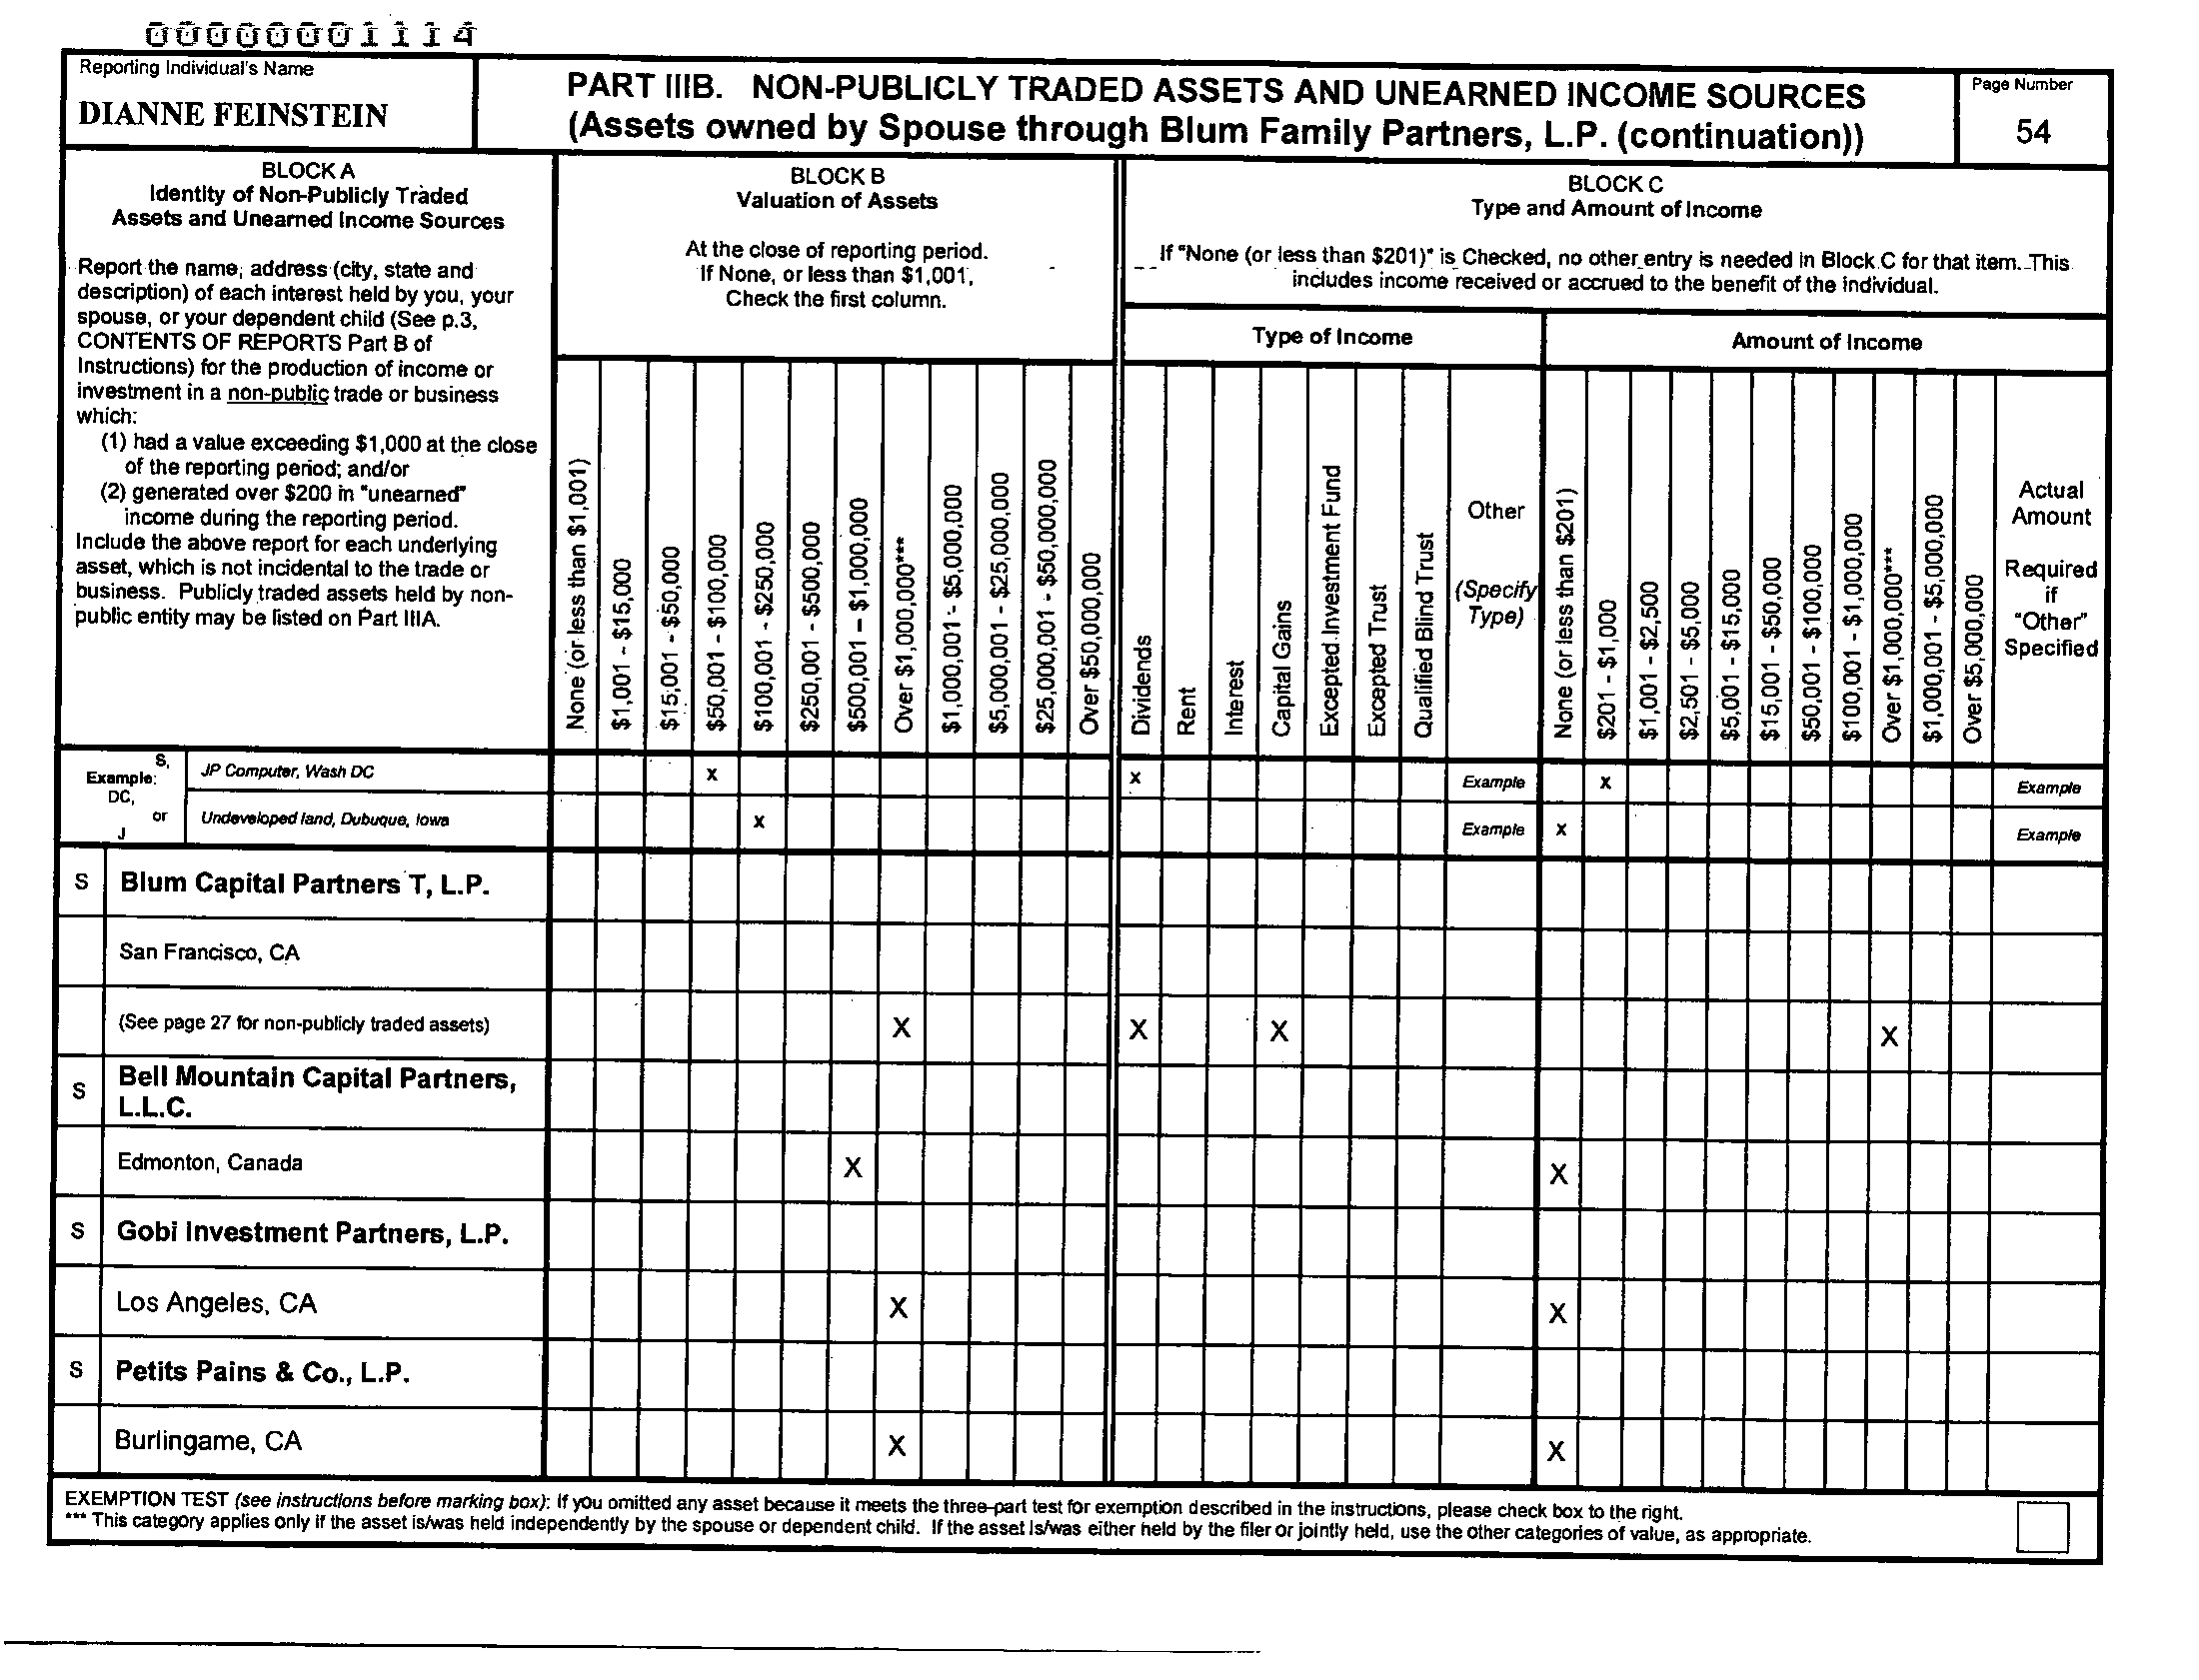 0000001114
Reporting Individual's Name
DIANNE FEINSTEIN
PART IIIB. NON-PUBLICLY TRADED ASSETS AND UNEARNED INCOME SOURCES
(Assets owned by Spouse through Blum Family Partners, L.P. (continuation))
Page Number
54
BLOCK A
Identity of Non-Publicly Traded
Assets and Unearned Income Sources
Report the name, address (city, state and
description) of each interest held by you, your
spouse, or your dependent child (See p.3,
CONTENTS OF REPORTS Part B of
Instructions) for the production of income or
investment in a non-public trade or business
which:
(1) had a value exceeding $1,000 at the close
of the reporting period; and/or
(2) generated over $200 in "unearned"
income during the reporting period.
Include the above report for each underlying
asset, which is not incidental to the trade or
business. Publicly traded assets held by non-
public entity may be listed on Part IIIA.
BLOCK B
Valuation of Assets
At the close of reporting period.
If None, or less than $1,001,
Check the first column.
None (or less than $1,001)
$1,001 - $15,000
$15,001 - $50,000
$50,001 - $100,000
$100,001 - $250,000
$250,001 - $500,000
$500,001 - $1,000,000
Over $1,000,000***
$1,000,001 - $5,000,000
$5,000,001 - $25,000,000
$25,000,001 - $50,000,000
Over $50,000,000
BLOCK C
Type and Amount of Income
If "None (or less than $201)" is Checked, no other entry is needed in Block C for that item. This
includes income received or accrued to the benefit of the individual.
Type of Income
Dividends
Rent
Interest
Capital Gains
Excepted Investment Fund
Excepted Trust
Qualified Blind Trust
Other
(Specify
Type)
Amount of Income
None (or less than $201)
$201 - $1,000
$1,001 - $2,500
$2,501 - $5,000
$5,001 - $15,000
$15,001 - $50,000
$50,001 - $100,000
$100,001 - $1,000,000
Over $1,000,000***
$1,000,001 - $5,000,000
Over $5,000,000
Actual
Amount
Required
if
"Other"
Specified
S,
Example:
DC,
or
J
JP Computer, Wash DC x x Example x Example
Undeveloped land, Dubuque, Iowa x Example x Example
S Blum Capital Partners T, L.P.
San Francisco, CA
(See page 27 for non-publicly traded assets) X X X X
S Bell Mountain Capital Partners,
L.L.C.
Edmonton, Canada X X
S Gobi Investment Partners, L.P.
Los Angeles, CA X X
S Petits Pains & Co., L.P.
Burlingame, CA X X
EXEMPTION TEST (see instructions before marking box): If you omitted any asset because it meets the three-part test for exemption described in the instructions, please check box to the right.
*** This category applies only if the asset is/was held independently by the spouse or dependent child. If the asset is/was either held by the filer or jointly held, use the other categories of value, as appropriate.